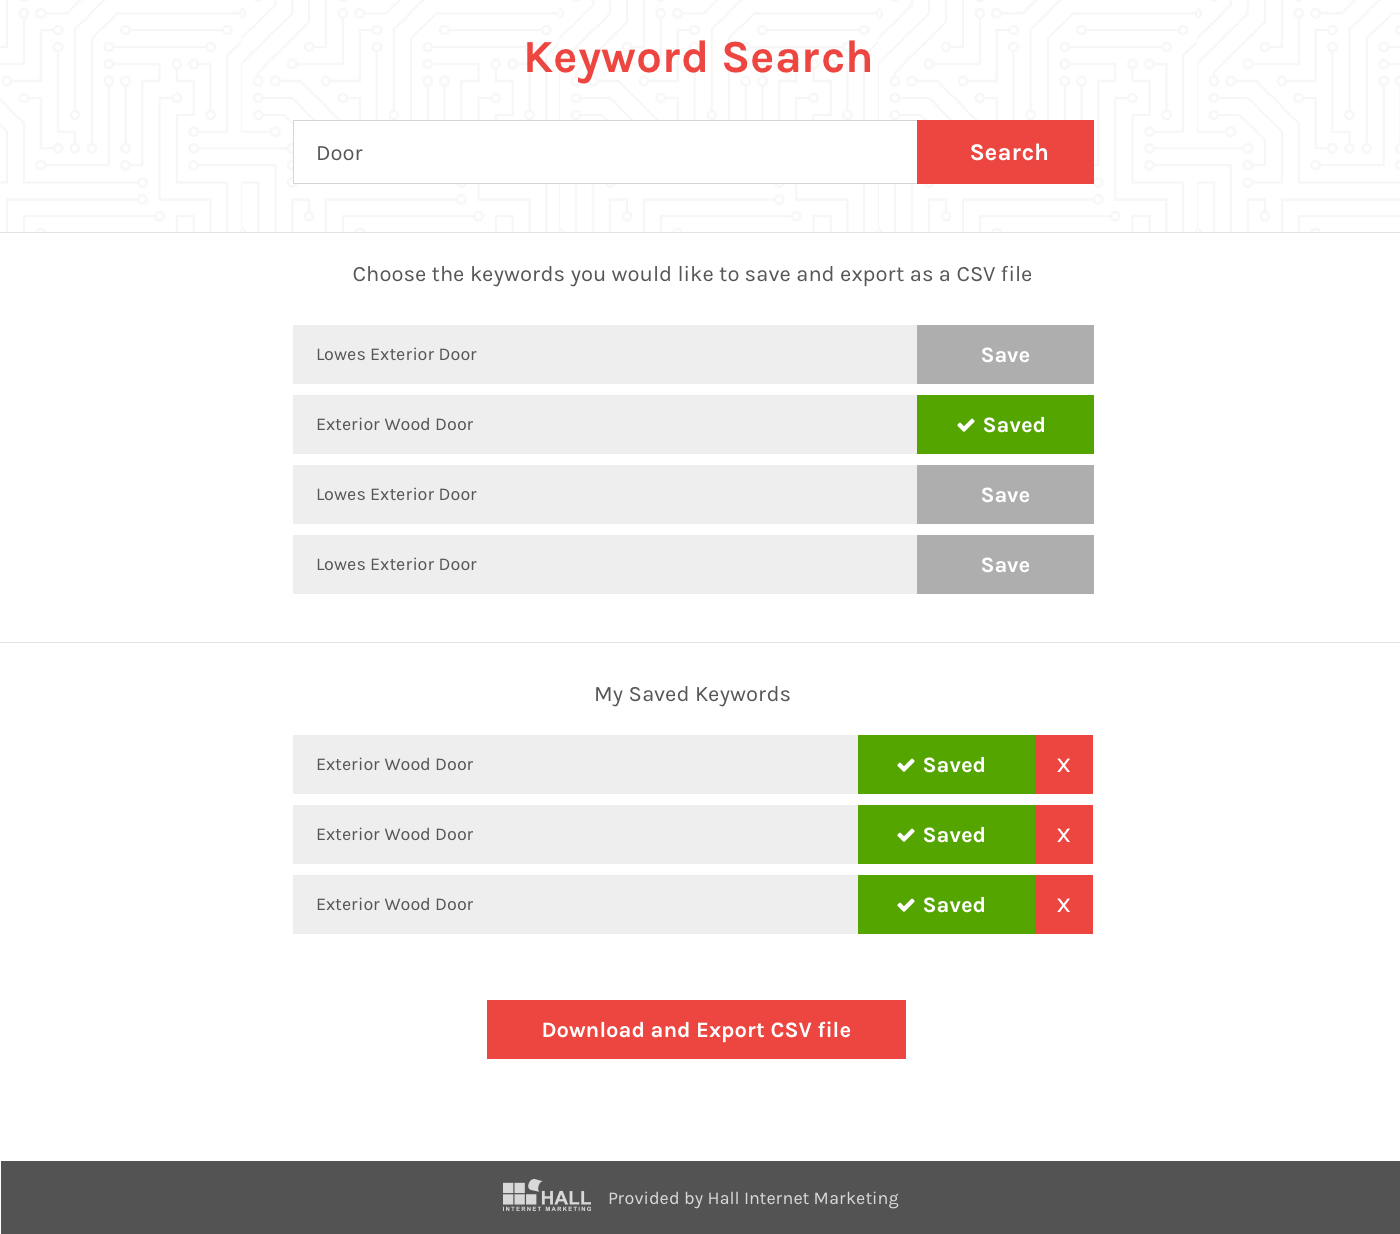 Keyword Search
Door
Search
Choose the keywords you would like to save and export as a CSV file
Lowes Exterior Door
Save
Exterior Wood Door
Saved
Lowes Exterior Door
Save
Lowes Exterior Door
Save
My Saved Keywords
Exterior Wood Door
Saved
X
Exterior Wood Door
Saved
X
Exterior Wood Door
Saved
X
Download and Export CSV file
HALL
INTERNET MARKETING
Provided by Hall Internet Marketing